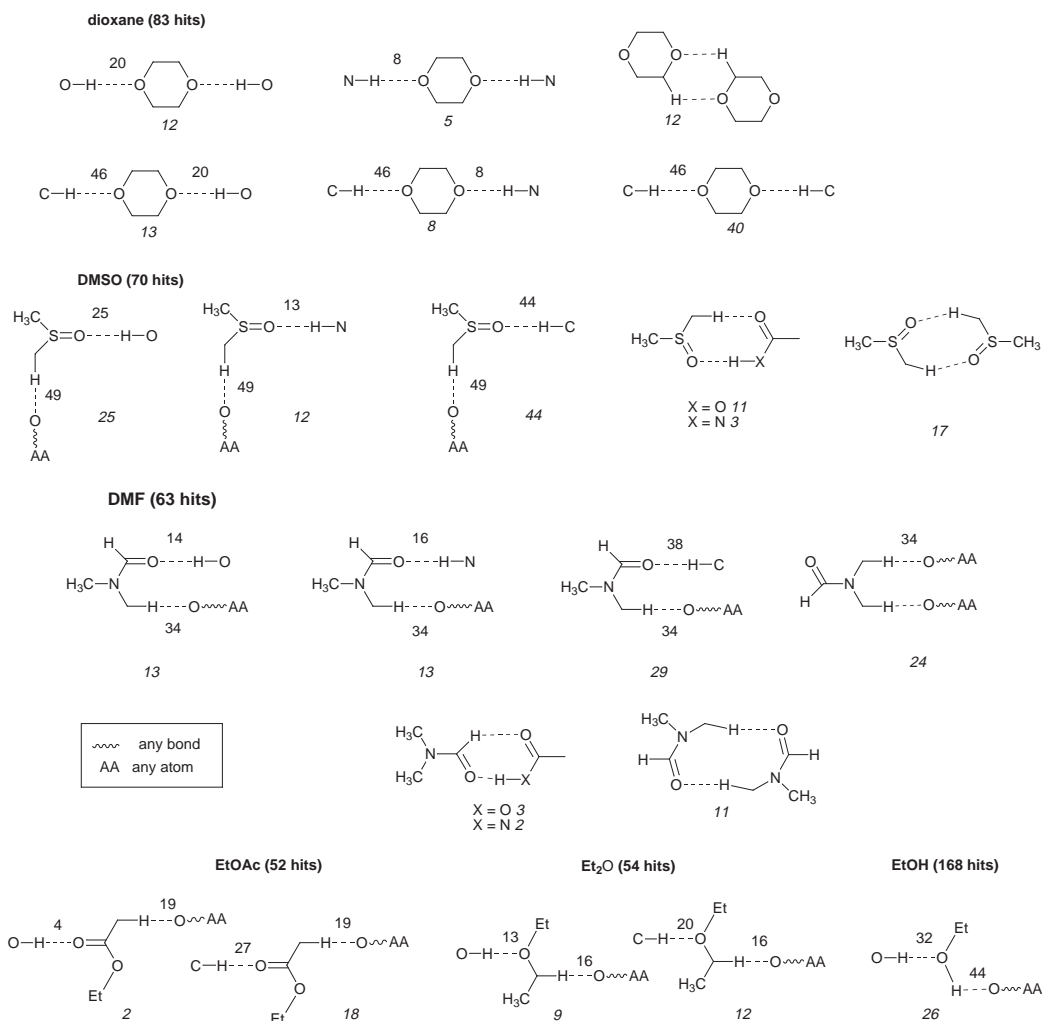 dioxane (83 hits)
20 8
O H O O H O N H O O H N O O H
12 5 H O O
12
46 20 46 8 46
C H O O H O C H O O H N C H O O H C
13 8 40
DMSO (70 hits)
25 13 44
H3C S O H O H3C S O H N H3C S O H C H O H3C S O H X O H H3C S CH3 H O
H H H
49 49 49
O O O X = O 11
AA 25 AA 12 AA 44 X = N 3 17
DMF (63 hits)
14 16 38 34
H O H O H O H N H O H C O H O AA
H3C N H3C N H3C N H N
H O AA H O AA H O AA H O AA
34 34 34
13 13 29 24
any bond
AA any atom
H3C N H3C H O O H X
X = O 3
X = N 2
H3C N H O H O H N CH3
11
EtOAc (52 hits) Et2O (54 hits) EtOH (168 hits)
4 19 27 19 13 16 20 16 32 44
O H O H O AA O Et
C H O H O AA O Et
O H O Et H O AA H3C
C H O Et H O AA H3C
O H O Et H O AA
2 18 9 12 26